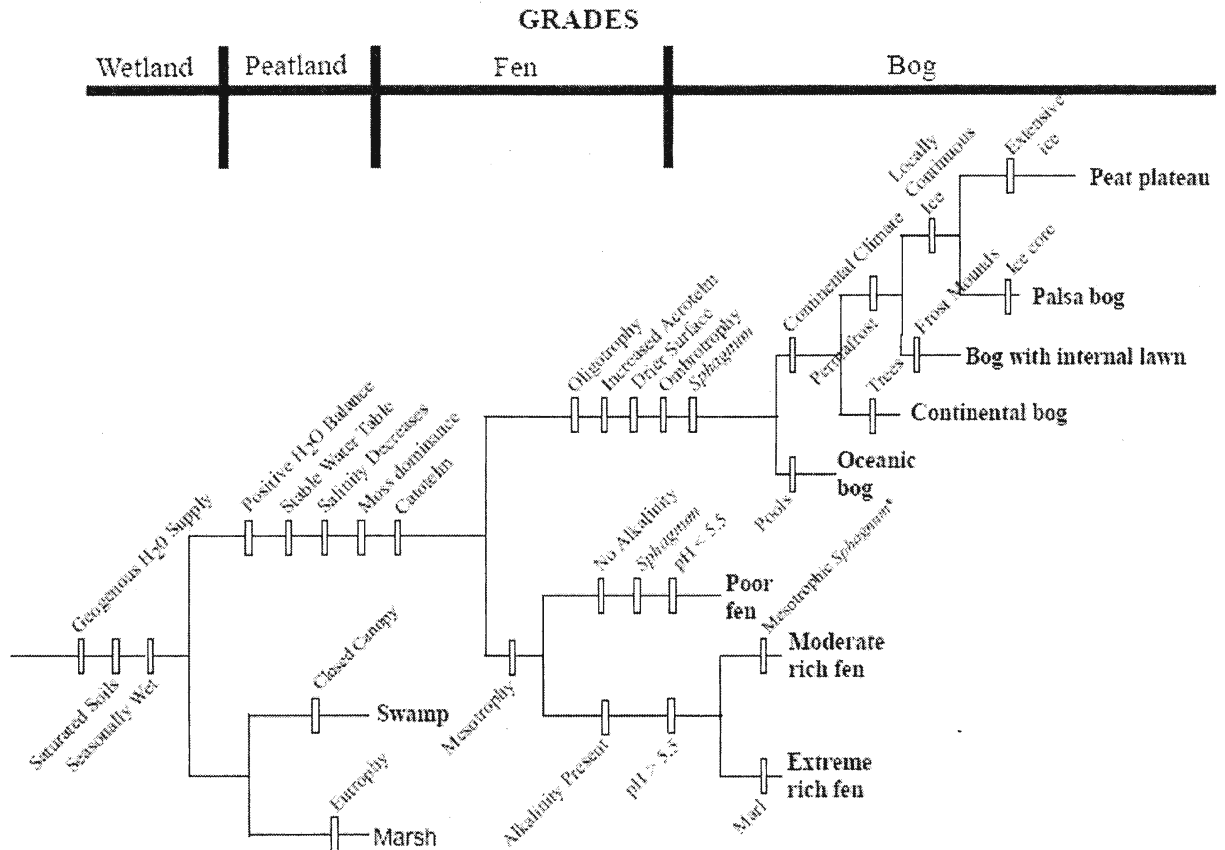 GRADES
Wetland
Peatland
Fen
Bog
Extensive
ice
Locally
Continuous
Ice
Peat plateau
Continental Climate
Ice core
Palsa bog
Permafrost
Frost Mounds
Bog with internal lawn
Trees
Continental bog
Oligotrophy
Increased Acrotelm
Drier Surface
Ombrotrophy
Sphagnum
Oceanic
bog
Pools
Positive H2O Balance
Stable Water Table
Salinity Decreases
Moss dominance
Catotelm
No Alkalinity
Sphagnum
pH < 5.5
Poor
fen
Mesotrophic Sphagnum
Moderate
rich fen
Geogenous H20 Supply
Saturated Soils
Seasonally Wet
Closed Canopy
Swamp
Mesotrophy
Alkalinity Present
pH > 5.5
Marl
Extreme
rich fen
Eutrophy
Marsh